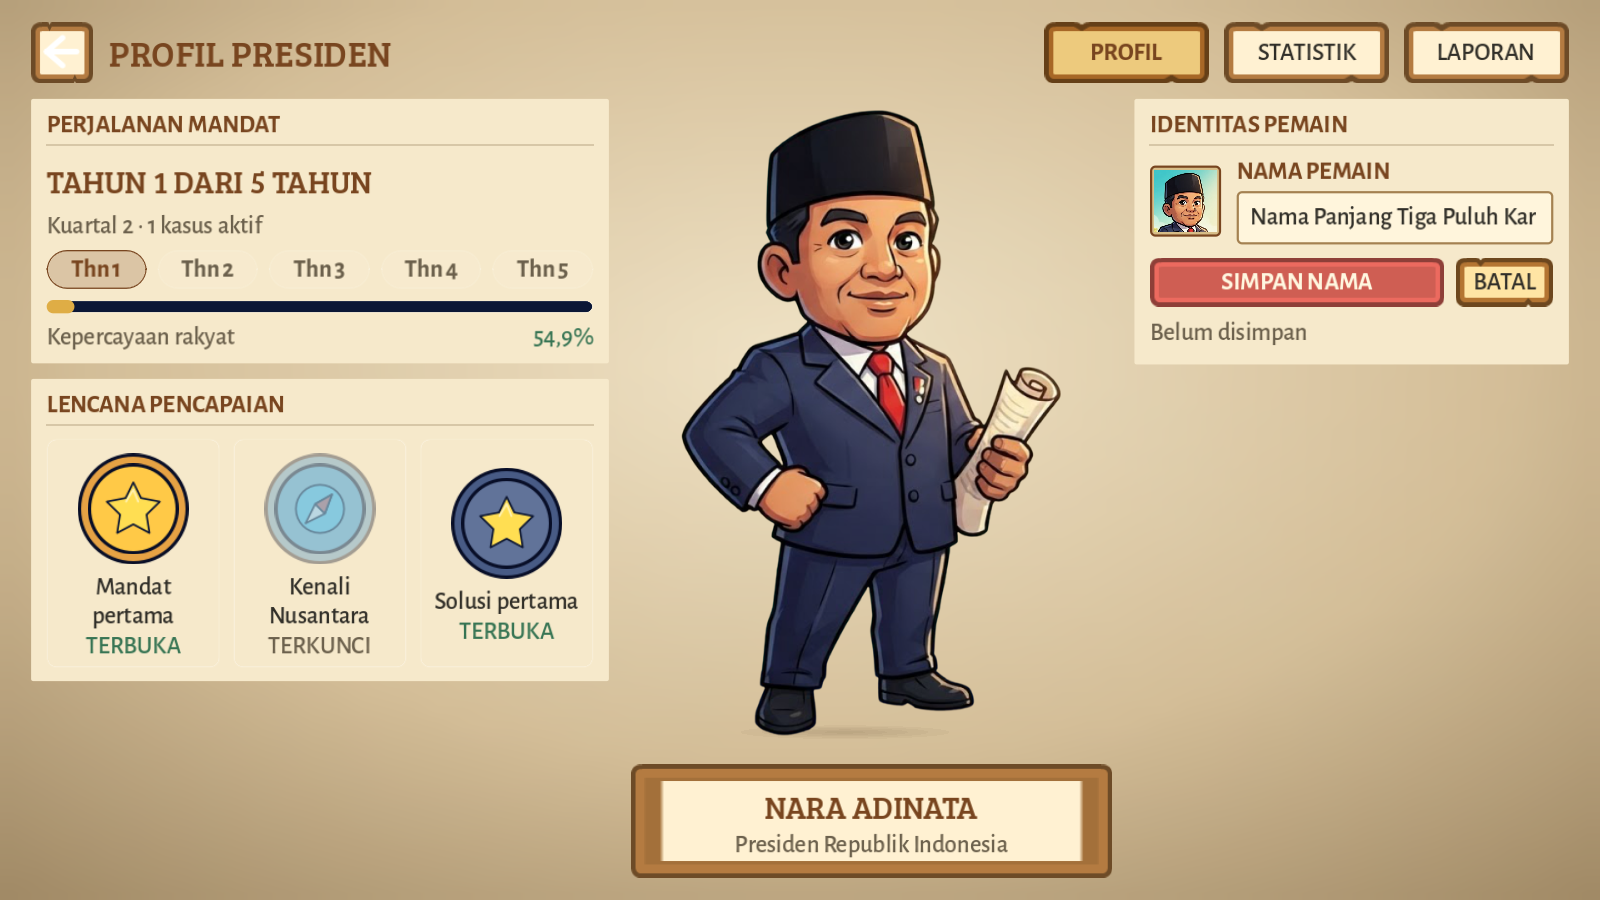 PROFIL PRESIDEN
PROFIL
STATISTIK
LAPORAN
PERJALANAN MANDAT
TAHUN 1 DARI 5 TAHUN
Kuartal 2 · 1 kasus aktif
Thn 1
Thn 2
Thn 3
Thn 4
Thn 5
Kepercayaan rakyat
54,9%
LENCANA PENCAPAIAN
Mandat
pertama
TERBUKA
Kenali
Nusantara
TERKUNCI
Solusi pertama
TERBUKA
NARA ADINATA
Presiden Republik Indonesia
IDENTITAS PEMAIN
NAMA PEMAIN
Nama Panjang Tiga Puluh Kar
SIMPAN NAMA
BATAL
Belum disimpan